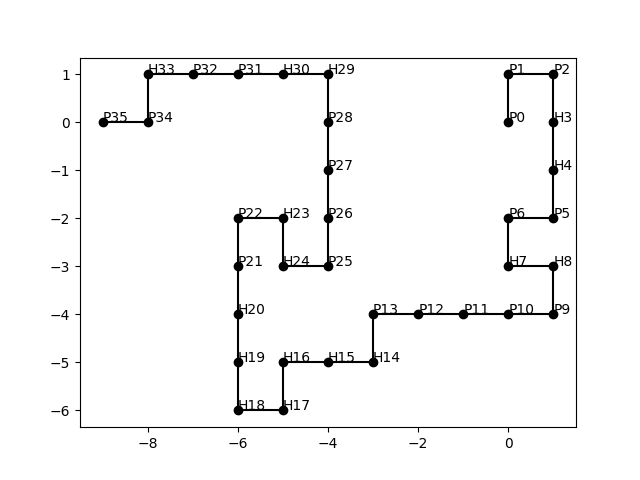 H33 P32 P31 H30 H29 P1 P2
1
P35 P34 P28 P0 H3
0
P27 H4
−1
P22 H23 P26 P6 P5
−2
P21 H24 P25 H7 H8
−3
H20 P13 P12 P11 P10 P9
−4
H19 H16 H15 H14
−5
H18 H17
−6
−8 −6 −4 −2 0